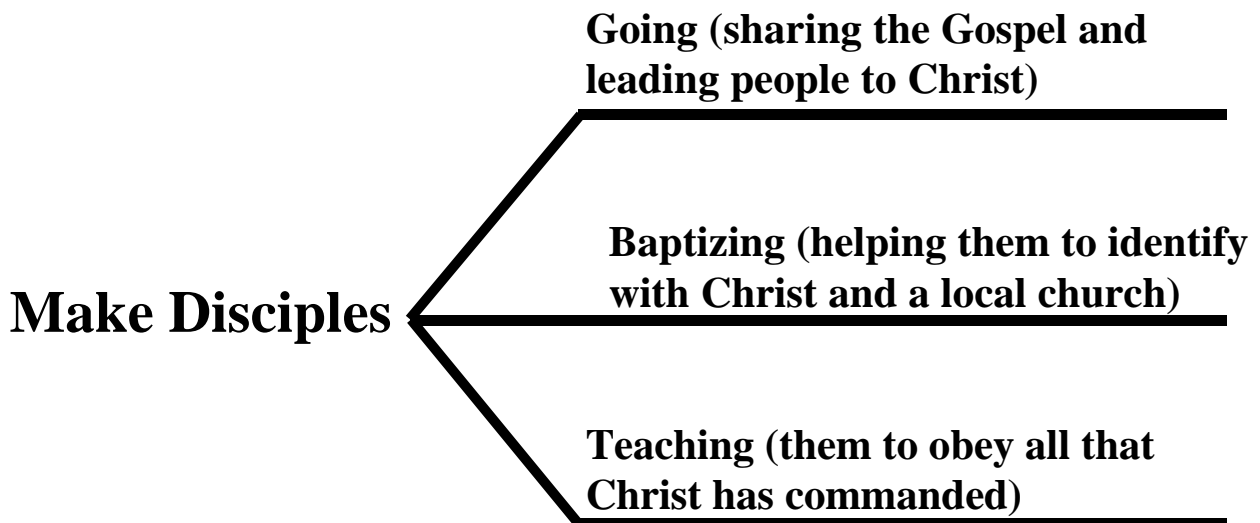 Going (sharing the Gospel and
leading people to Christ)
Baptizing (helping them to identify
with Christ and a local church)
Make Disciples
Teaching (them to obey all that
Christ has commanded)